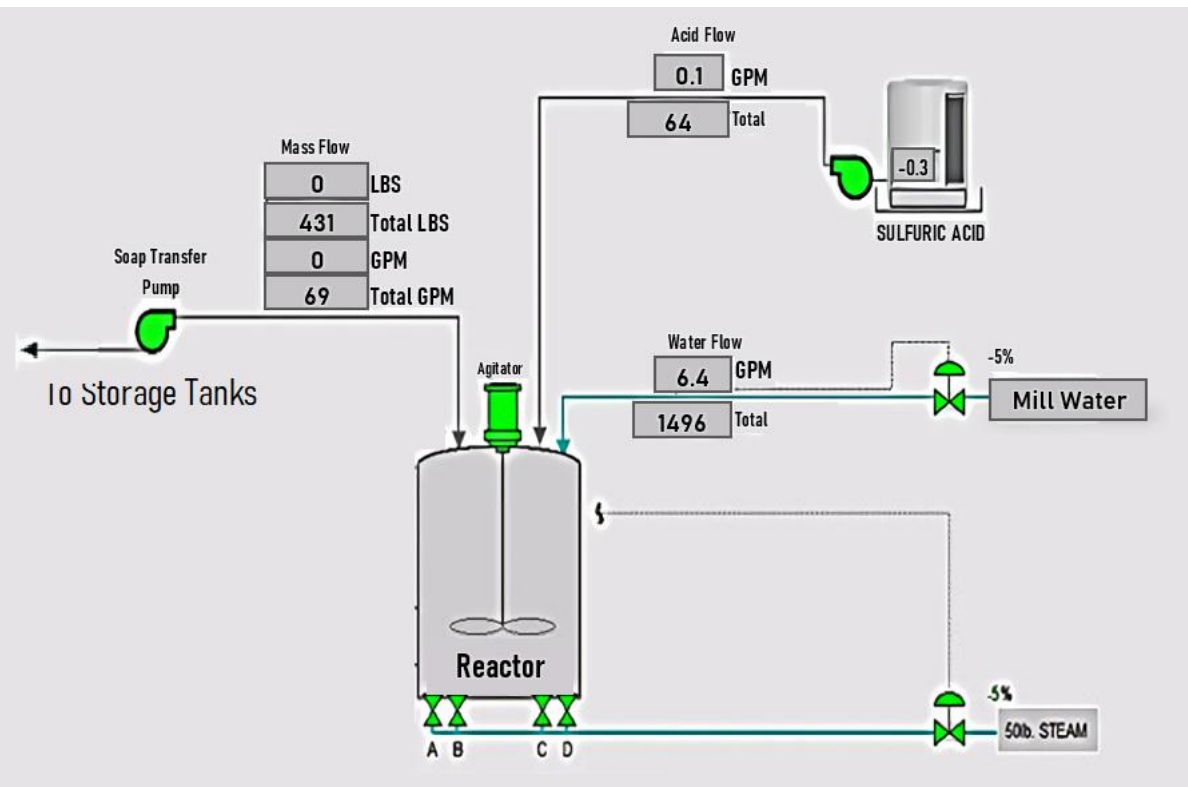 Acid Flow
0.1 GPM
64 Total
-0.3
SULFURIC ACID
Mass Flow
0 LBS
431 Total LBS
0 GPM
69 Total GPM
Soap Transfer
Pump
To Storage Tanks
Agitator
Water Flow
6.4 GPM
1496 Total
-5%
Mill Water
Reactor
A B C D
-5%
50lb. STEAM